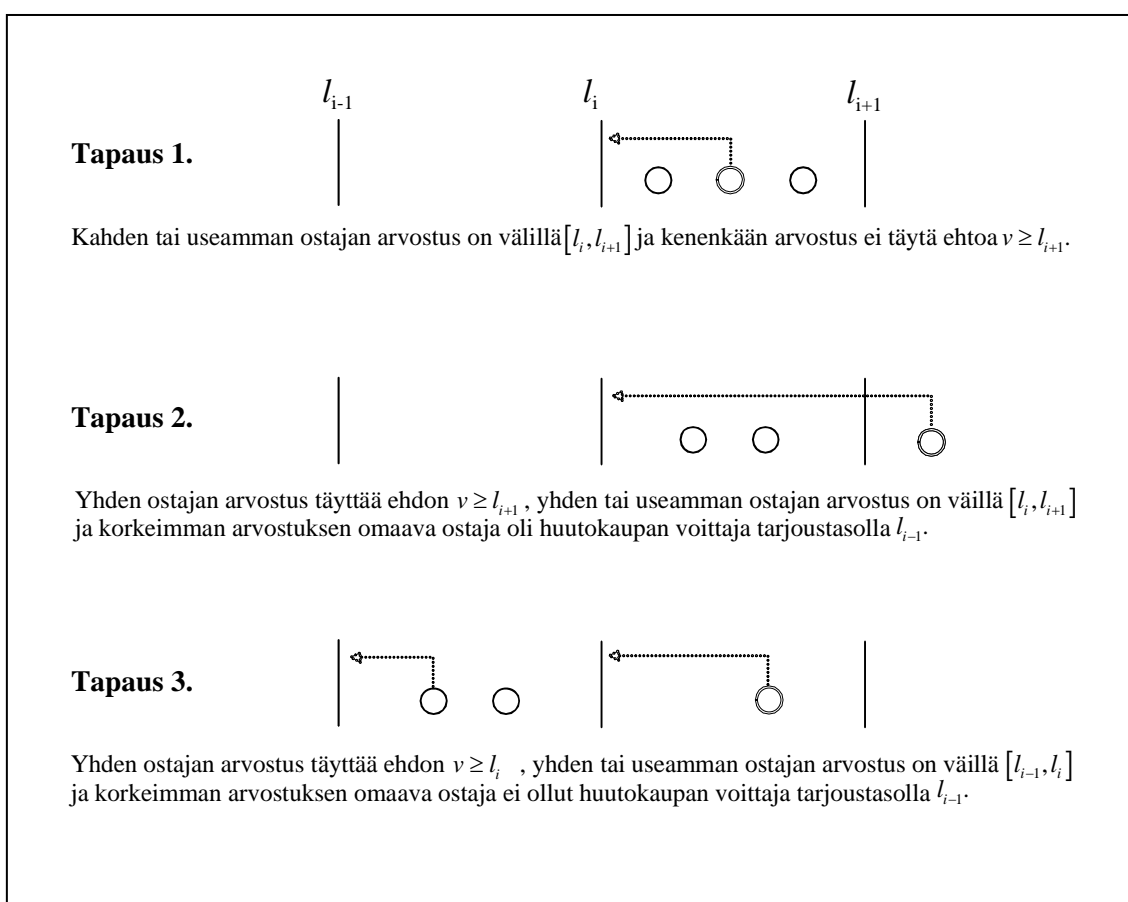 l_{i-1} l_i l_{i+1}
Tapaus 1.
Kahden tai useamman ostajan arvostus on välillä [l_i, l_{i+1}] ja kenenkään arvostus ei täytä ehtoa v ≥ l_{i+1}.
Tapaus 2.
Yhden ostajan arvostus täyttää ehdon v ≥ l_{i+1} , yhden tai useamman ostajan arvostus on väillä [l_i, l_{i+1}]
ja korkeimman arvostuksen omaava ostaja oli huutokaupan voittaja tarjoustasolla l_{i-1}.
Tapaus 3.
Yhden ostajan arvostus täyttää ehdon v ≥ l_i , yhden tai useamman ostajan arvostus on väillä [l_{i-1}, l_i]
ja korkeimman arvostuksen omaava ostaja ei ollut huutokaupan voittaja tarjoustasolla l_{i-1}.